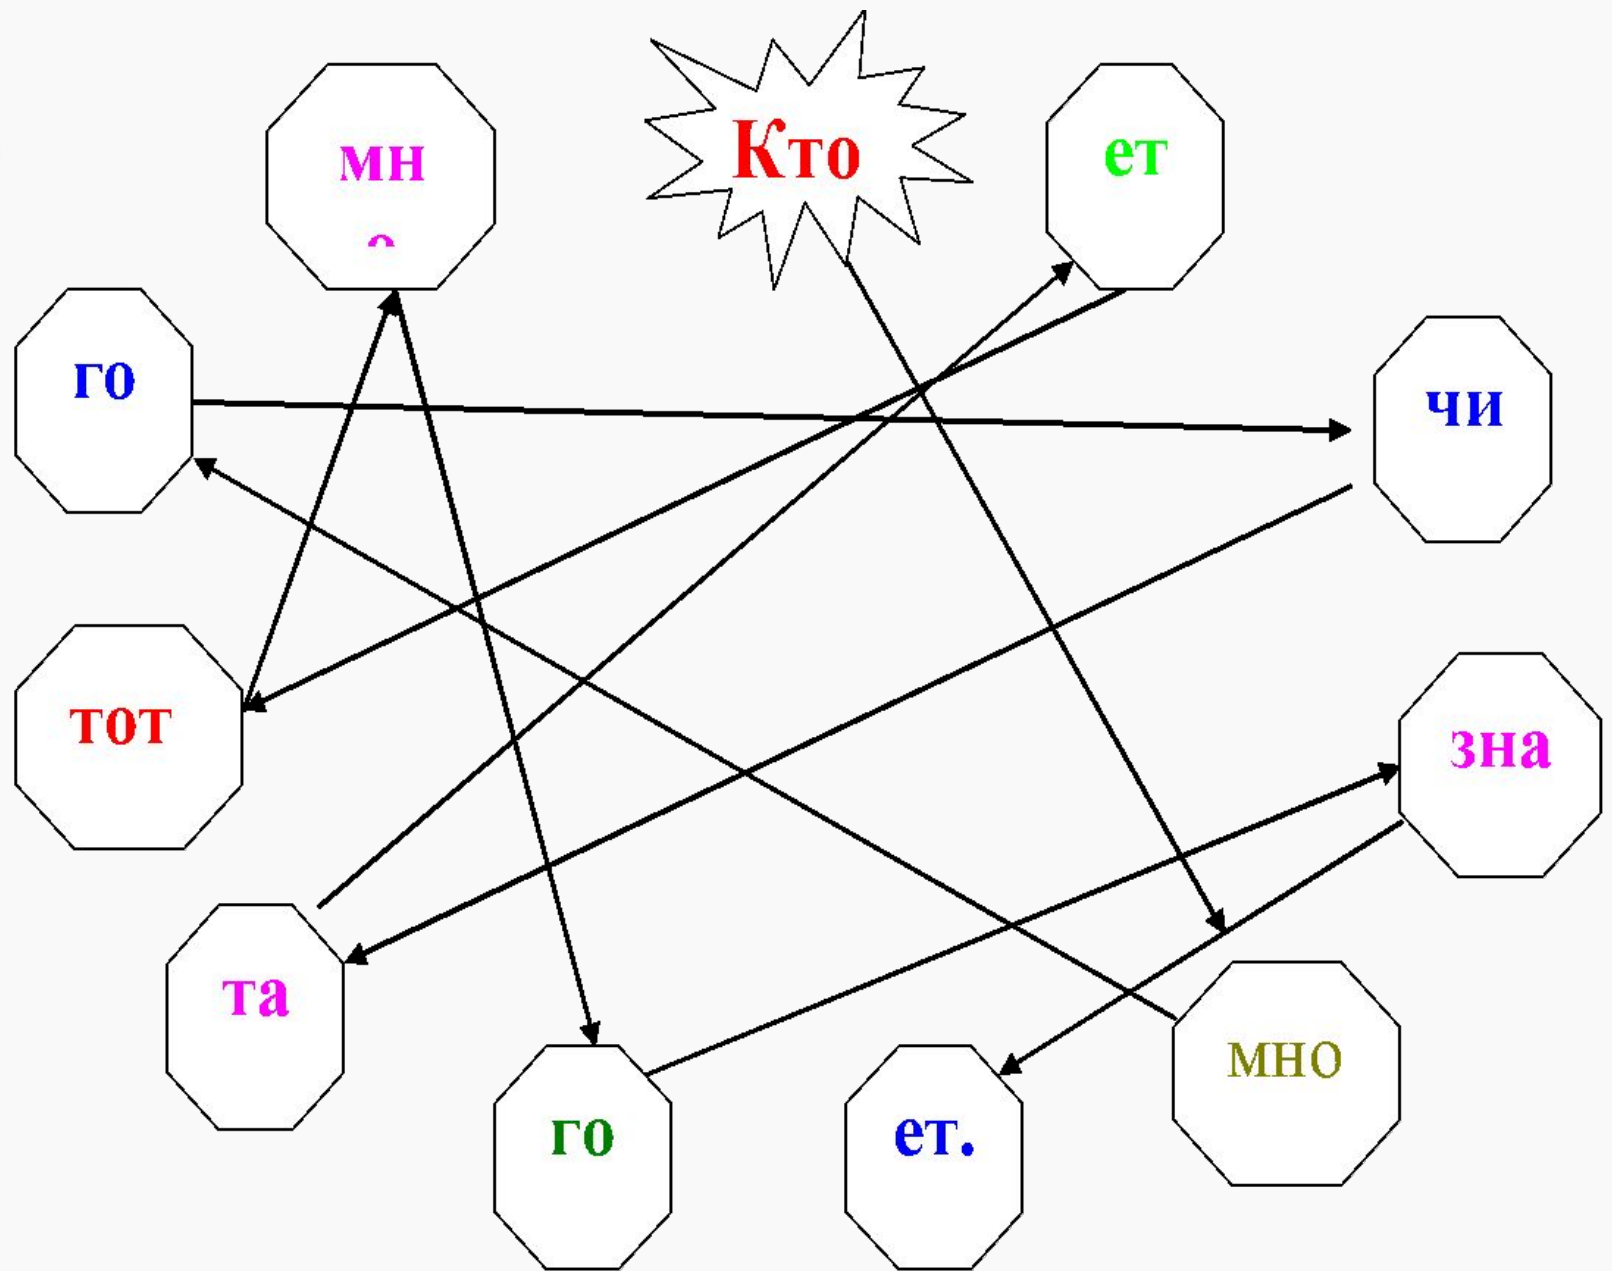 мн
о
Кто
ет
го
чи
тот
зна
та
мно
го
ет.